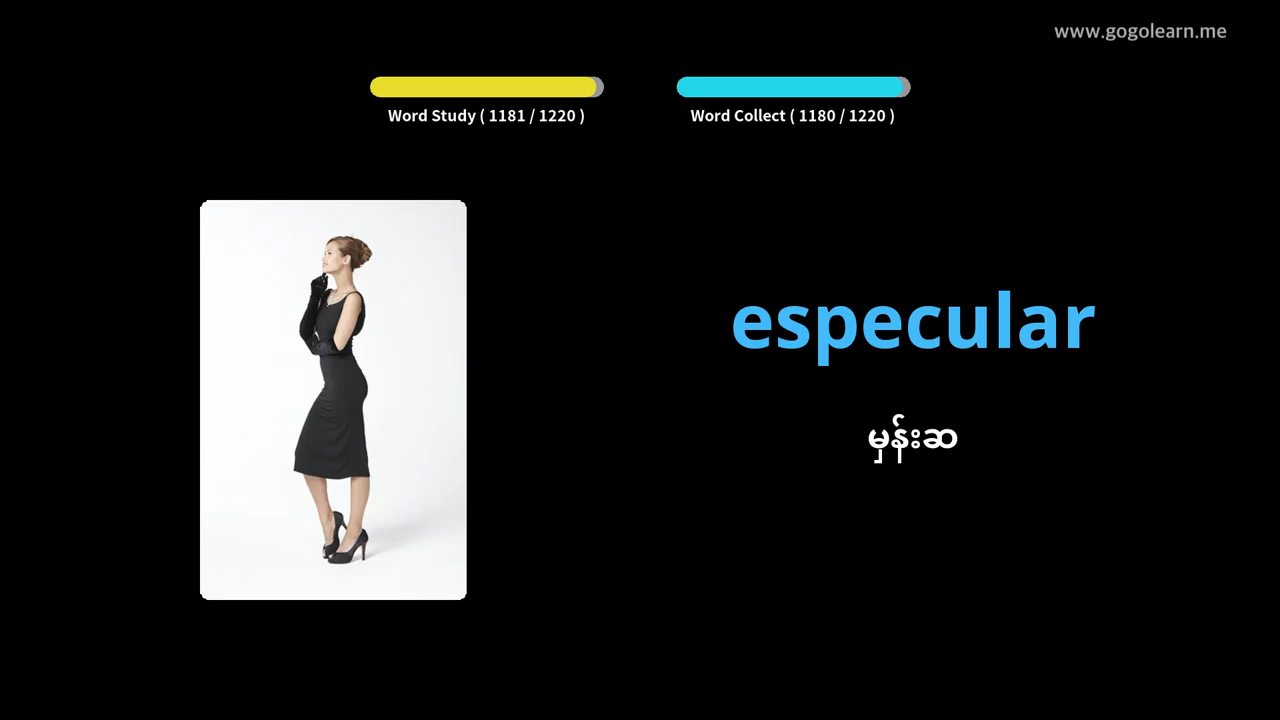 www.gogolearn.me
Word Study ( 1181 / 1220 )
Word Collect ( 1180 / 1220 )
especular
မှန်းဆ